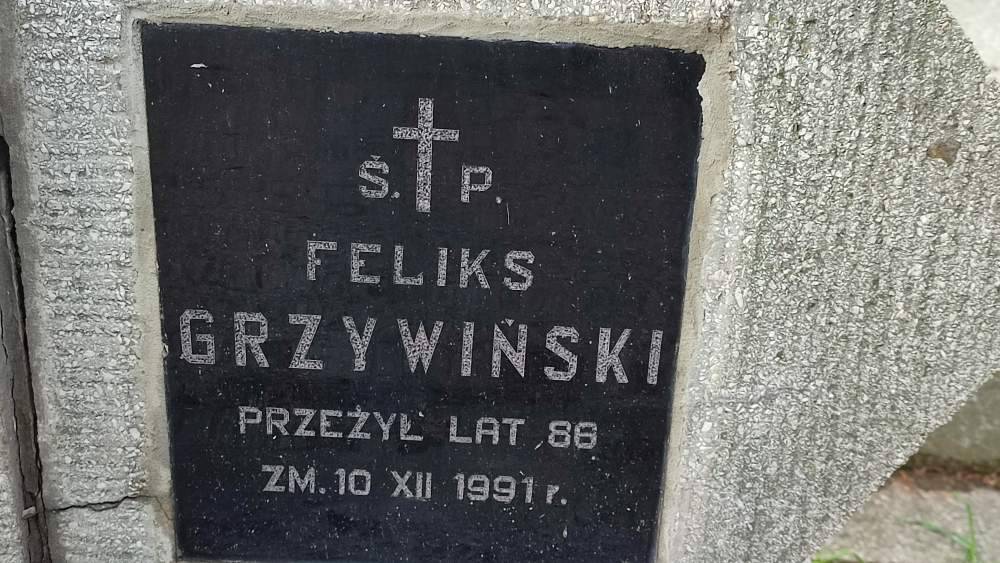 Ś. P.
FELIKS
GRZYWIŃSKI
PRZEŻYŁ LAT 88
ZM. 10 XII 1991 r.